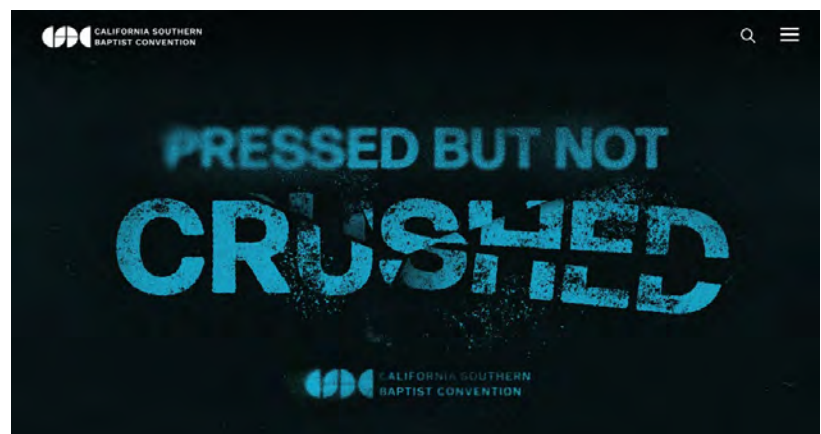 CALIFORNIA SOUTHERN
BAPTIST CONVENTION
PRESSED BUT NOT
CRUSHED
CALIFORNIA SOUTHERN
BAPTIST CONVENTION